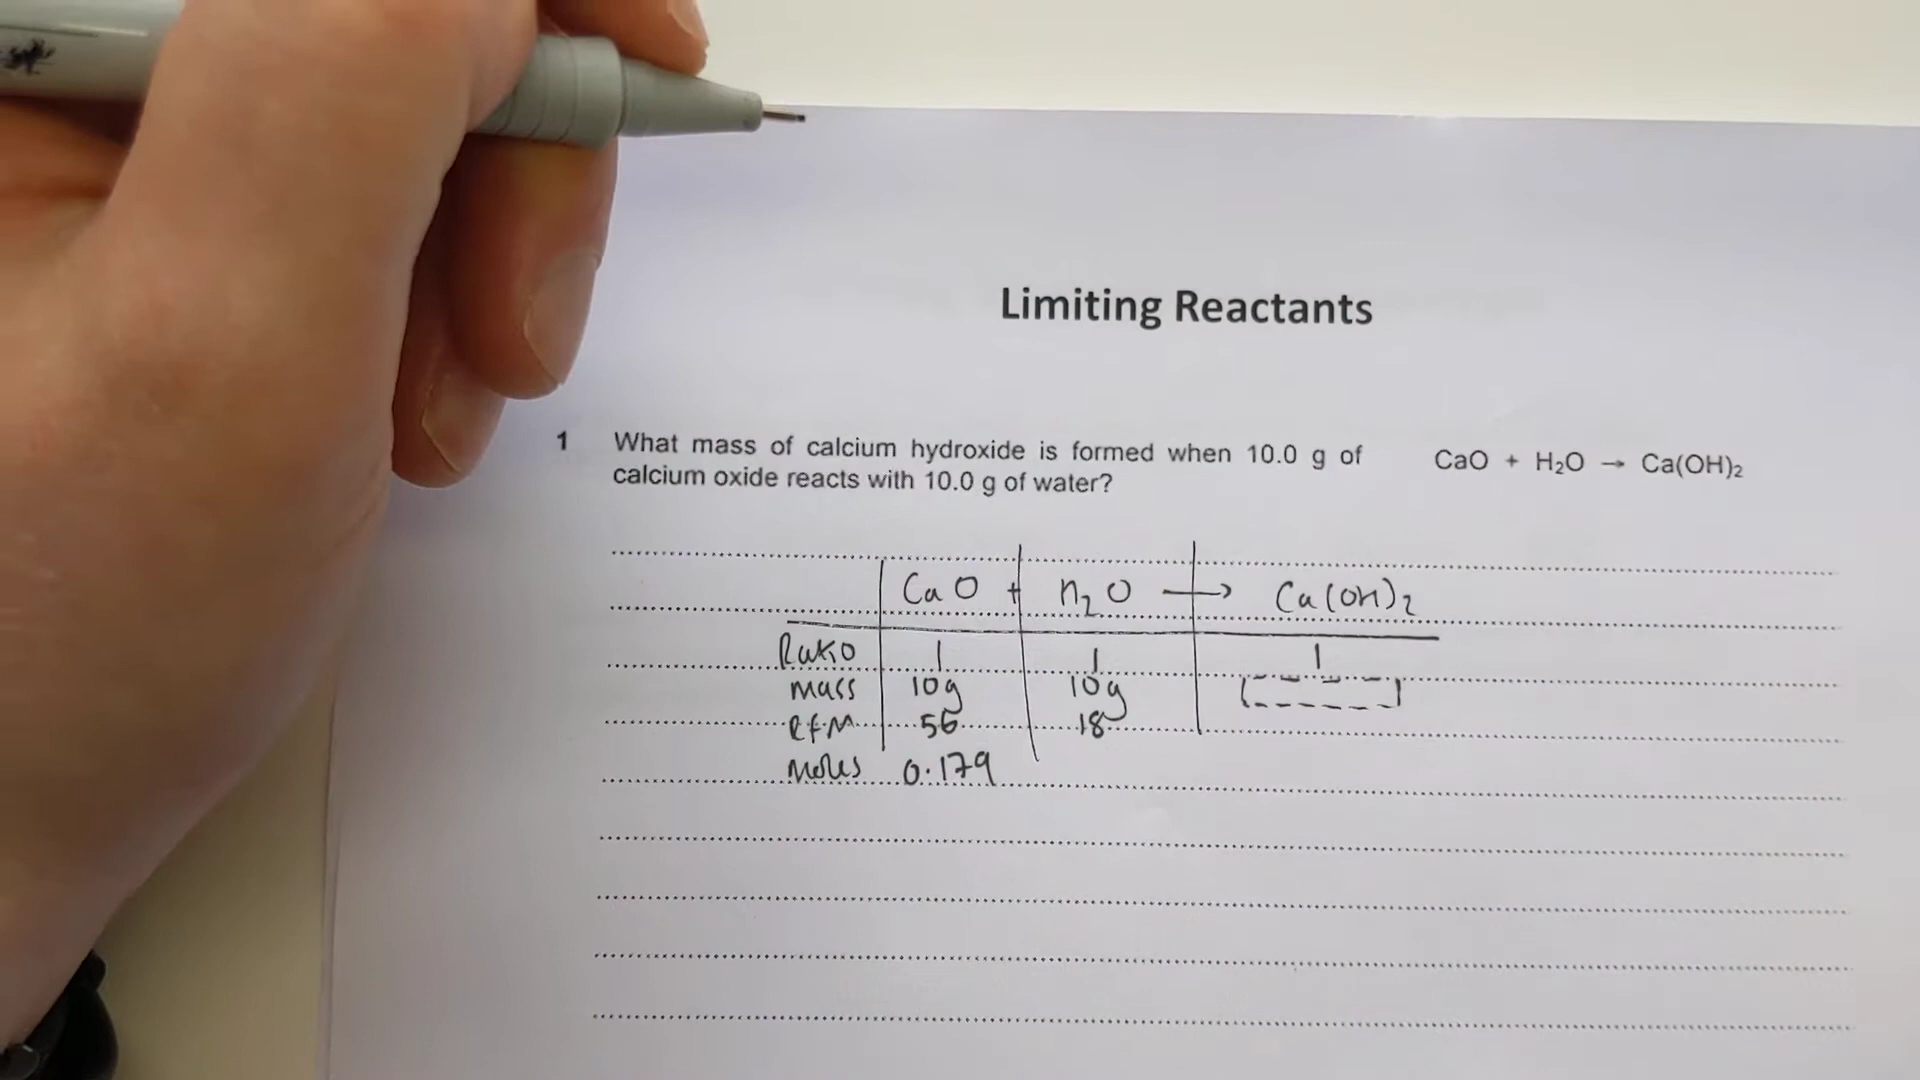 Limiting Reactants
1 What mass of calcium hydroxide is formed when 10.0 g of
calcium oxide reacts with 10.0 g of water?
CaO + H₂O → Ca(OH)₂
CaO + H₂O → Ca(OH)₂
Ratio 1 1 1
mass 10g 10g
RfM 56 18
Moles 0.179